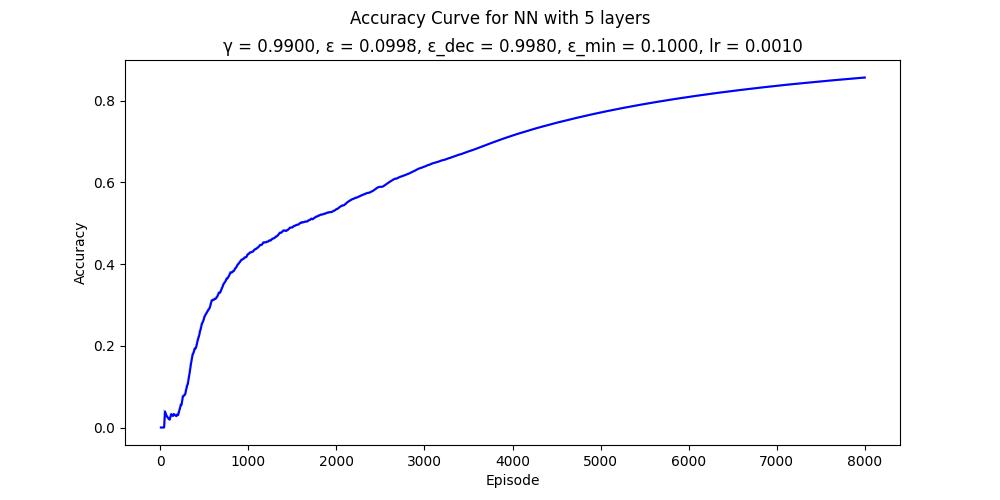 Accuracy Curve for NN with 5 layers
γ = 0.9900, ε = 0.0998, ε_dec = 0.9980, ε_min = 0.1000, lr = 0.0010
0.8
0.6
0.4
0.2
0.0
Accuracy
0 1000 2000 3000 4000 5000 6000 7000 8000
Episode